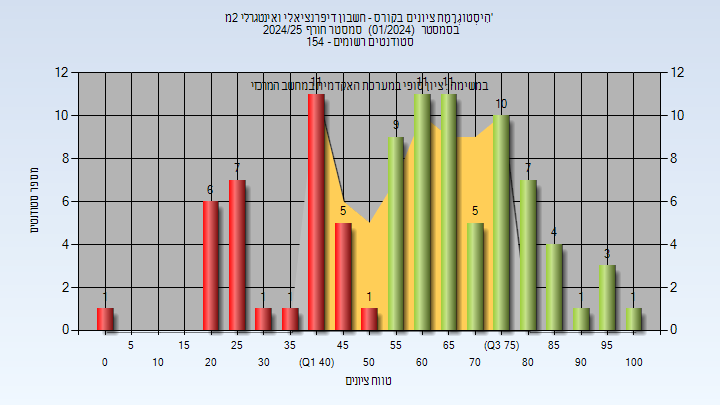 היסטוגרמת ציונים בקורס - חשבון דיפרנציאלי ואינטגרלי 2מ'
בסמסטר (01/2024) סמסטר חורף 2024/25
סטודנטים רשומים - 154
במשימת ציון סופי במערכת האקדמית במחשב המרכזי
12 12
10 10
8 8
6 6
4 4
2 2
0 0
מספר סטודנטים
1 6 7 1 1 11 5 1 9 11 11 5 10 7 4 1 3 1
5 15 25 35 45 55 65 (Q3 75) 85 95
0 10 20 30 (Q1 40) 50 60 70 80 90 100
טווח ציונים